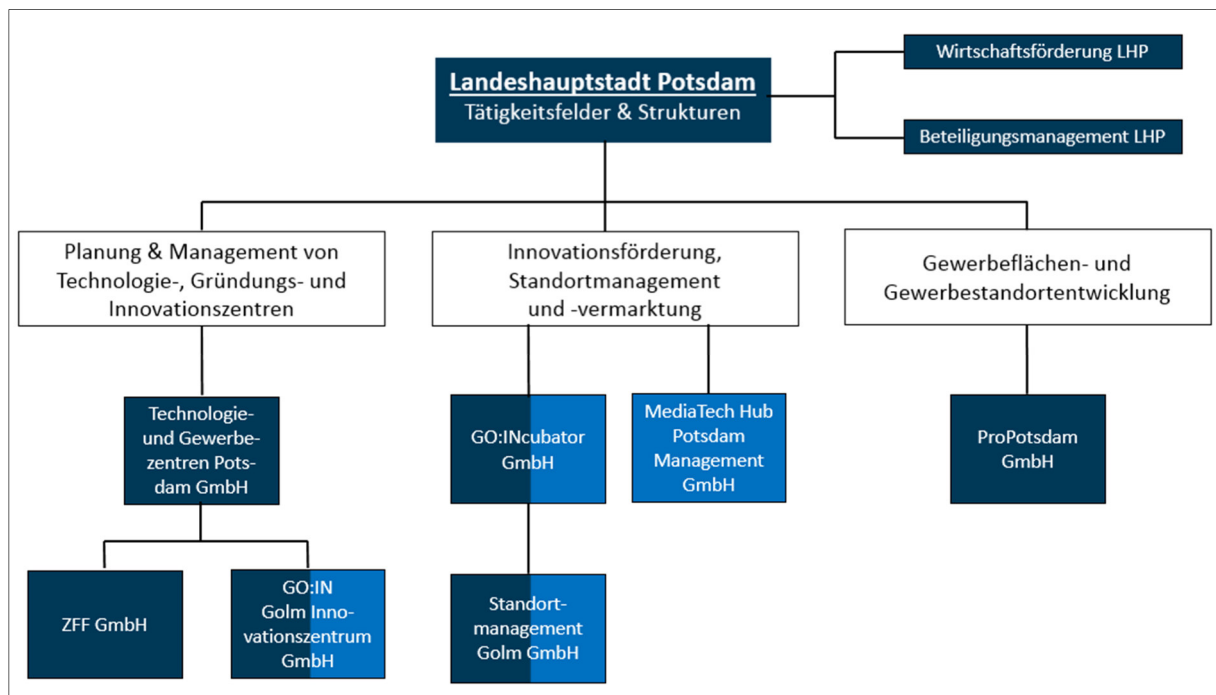 Landeshauptstadt Potsdam
Tätigkeitsfelder & Strukturen
Wirtschaftsförderung LHP
Beteiligungsmanagement LHP
Planung & Management von
Technologie-, Gründungs- und
Innovationszentren
Innovationsförderung,
Standortmanagement
und -vermarktung
Gewerbeflächen- und
Gewerbestandortentwicklung
Technologie-
und Gewerbe-
zentren Pots-
dam GmbH
GO:INcubator
GmbH
MediaTech Hub
Potsdam
Management
GmbH
ProPotsdam
GmbH
ZFF GmbH
GO:IN
Golm Inno-
vationszentrum
GmbH
Standort-
management
Golm GmbH